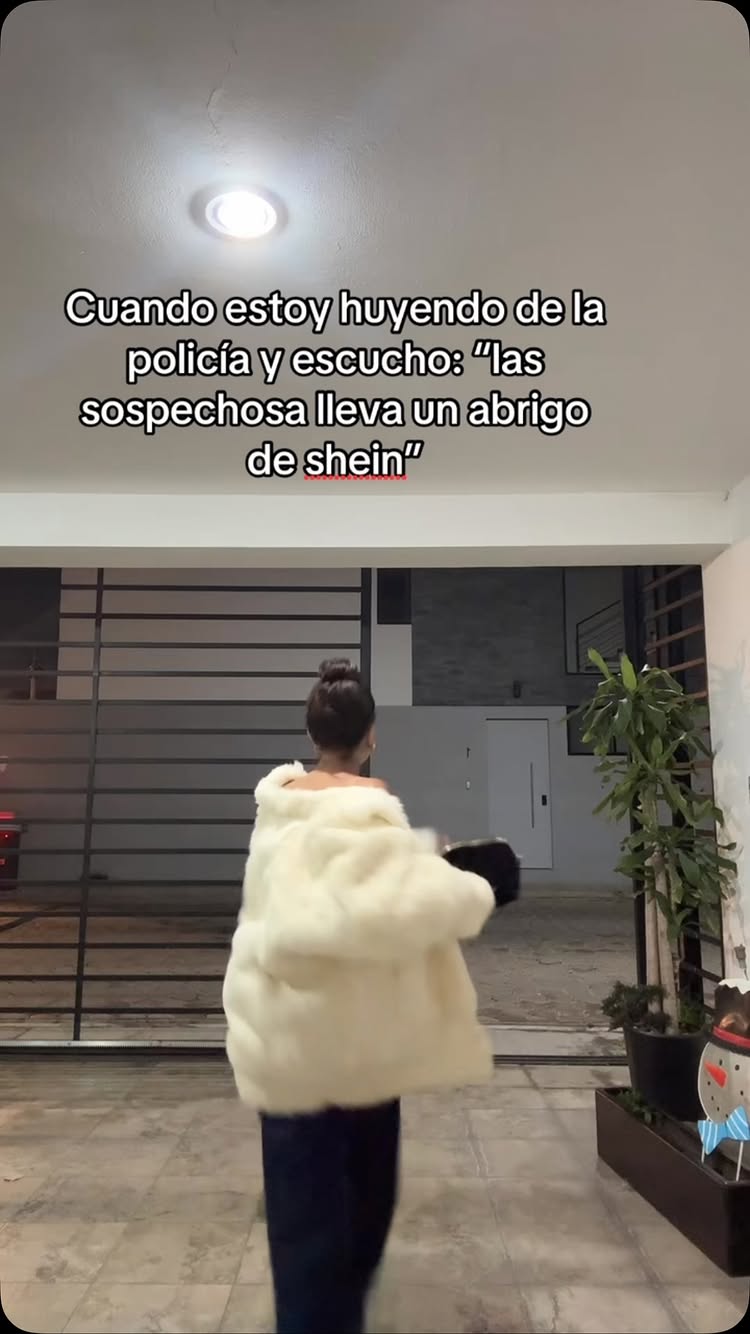 Cuando estoy huyendo de la
policía y escucho: “las
sospechosa lleva un abrigo
de shein”